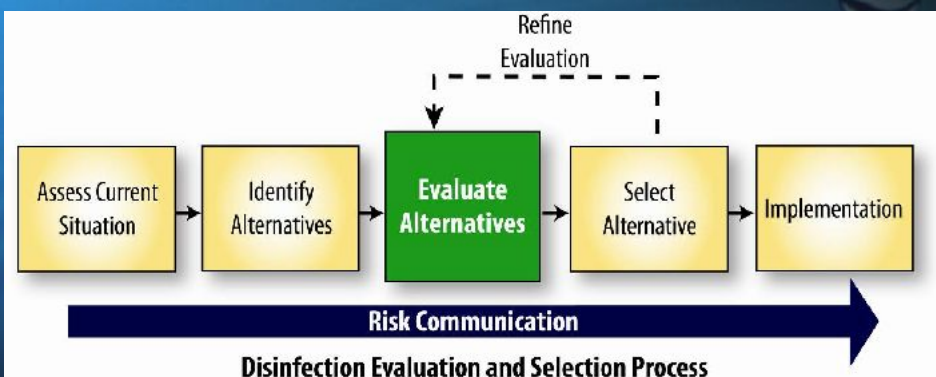 Refine
Evaluation
Assess Current
Situation
Identify
Alternatives
Evaluate
Alternatives
Select
Alternative
Implementation
Risk Communication
Disinfection Evaluation and Selection Process